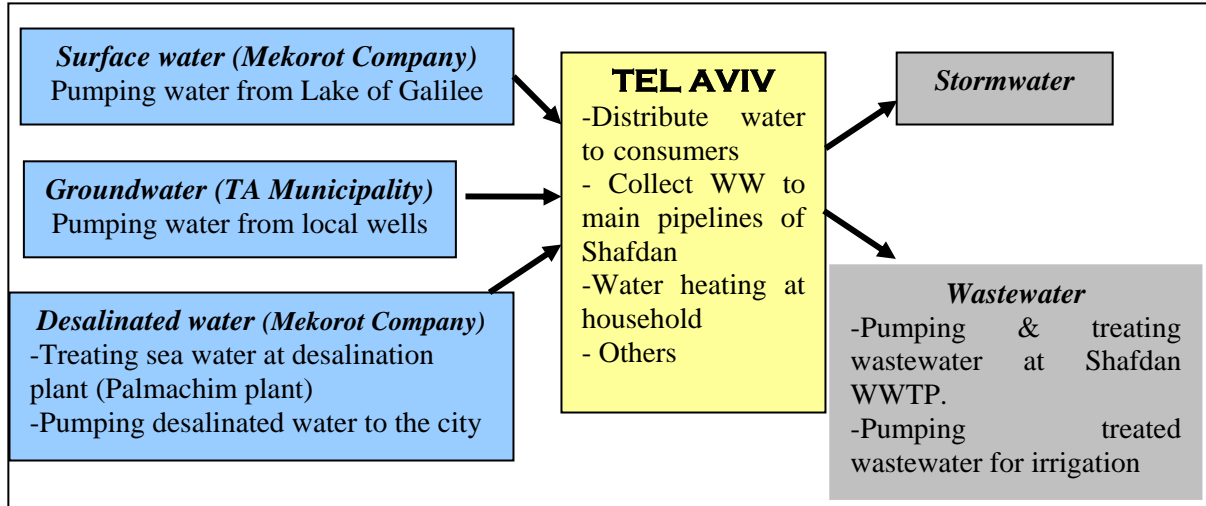 Surface water (Mekorot Company)
Pumping water from Lake of Galilee
Groundwater (TA Municipality)
Pumping water from local wells
Desalinated water (Mekorot Company)
-Treating sea water at desalination
plant (Palmachim plant)
-Pumping desalinated water to the city
TEL AVIV
-Distribute water
to consumers
- Collect WW to
main pipelines of
Shafdan
-Water heating at
household
- Others
Stormwater
Wastewater
-Pumping & treating
wastewater at Shafdan
WWTP.
-Pumping treated
wastewater for irrigation